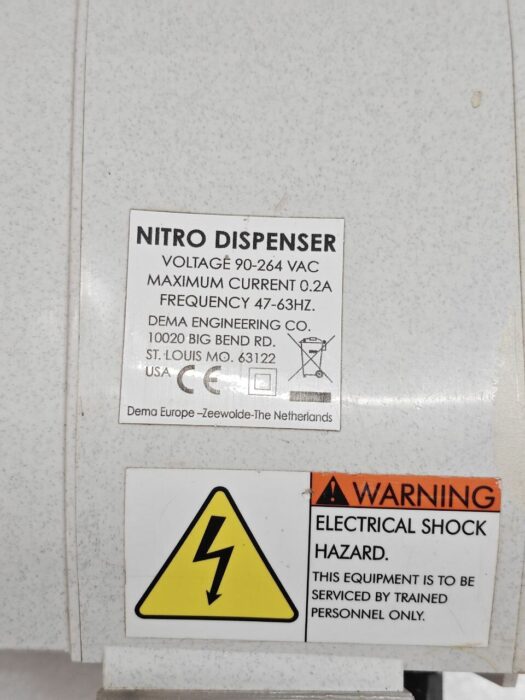 NITRO DISPENSER
VOLTAGE 90-264 VAC
MAXIMUM CURRENT 0.2A
FREQUENCY 47-63HZ.
DEMA ENGINEERING CO.
10020 BIG BEND RD.
ST. LOUIS MO. 63122
USA CE
Dema Europe -Zeewolde-The Netherlands
WARNING
ELECTRICAL SHOCK
HAZARD.
THIS EQUIPMENT IS TO BE
SERVICED BY TRAINED
PERSONNEL ONLY.